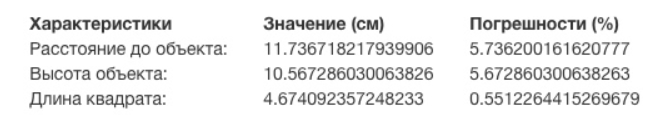 Характеристики Значение (см) Погрешности (%)
Расстояние до объекта: 11.736718217939906 5.736200161620777
Высота объекта: 10.567286030063826 5.672860300638263
Длина квадрата: 4.674092357248233 0.5512264415269679